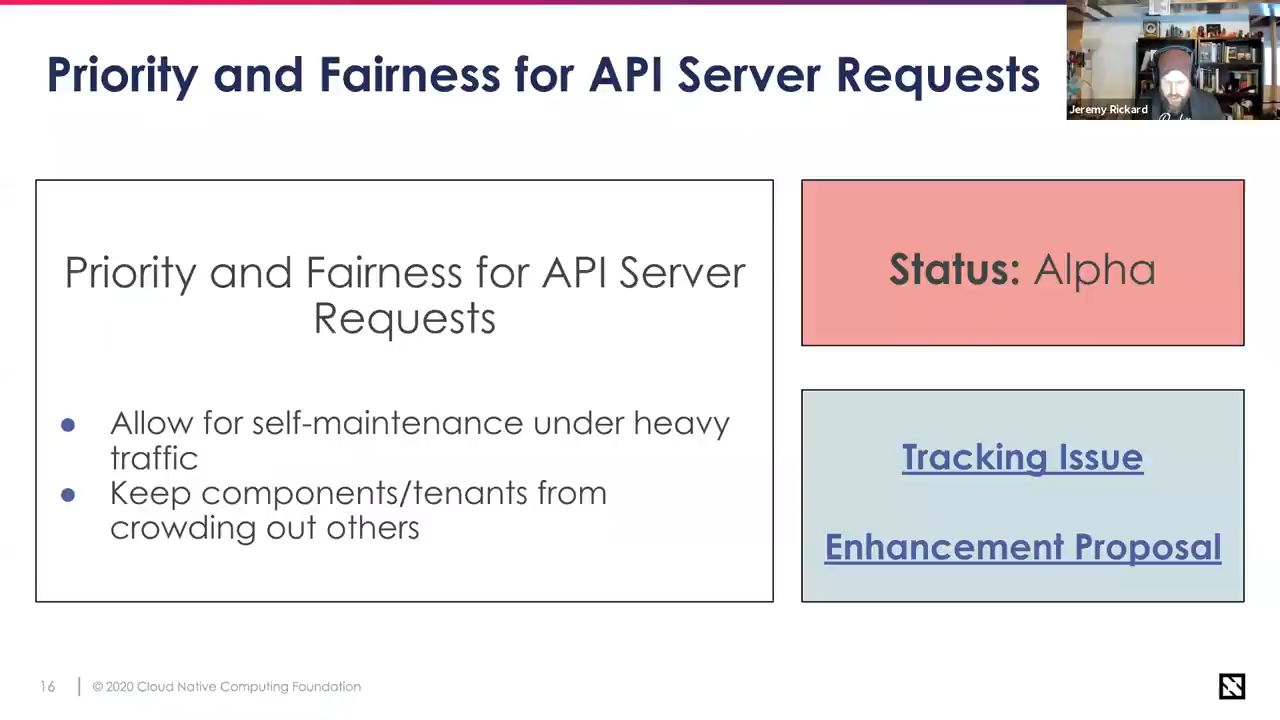 Priority and Fairness for API Server Requests
Jeremy Rickard
Priority and Fairness for API Server
Requests
● Allow for self-maintenance under heavy
traffic
● Keep components/tenants from
crowding out others
Status: Alpha
Tracking Issue
Enhancement Proposal
16
© 2020 Cloud Native Computing Foundation